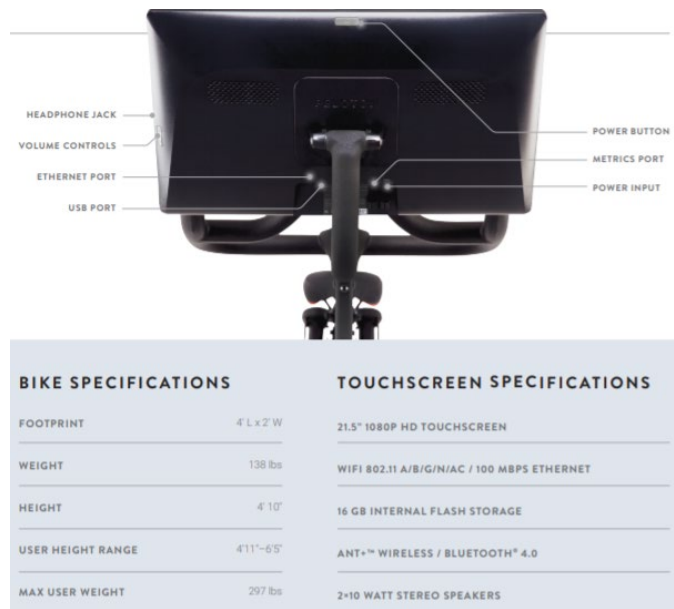 PELOTON
HEADPHONE JACK
VOLUME CONTROLS
ETHERNET PORT
USB PORT
POWER BUTTON
METRICS PORT
POWER INPUT
BIKE SPECIFICATIONS
FOOTPRINT 4' L x 2' W
WEIGHT 138 lbs
HEIGHT 4' 10"
USER HEIGHT RANGE 4'11"–6'5"
MAX USER WEIGHT 297 lbs
TOUCHSCREEN SPECIFICATIONS
21.5" 1080P HD TOUCHSCREEN
WIFI 802.11 A/B/G/N/AC / 100 MBPS ETHERNET
16 GB INTERNAL FLASH STORAGE
ANT+™ WIRELESS / BLUETOOTH® 4.0
2×10 WATT STEREO SPEAKERS